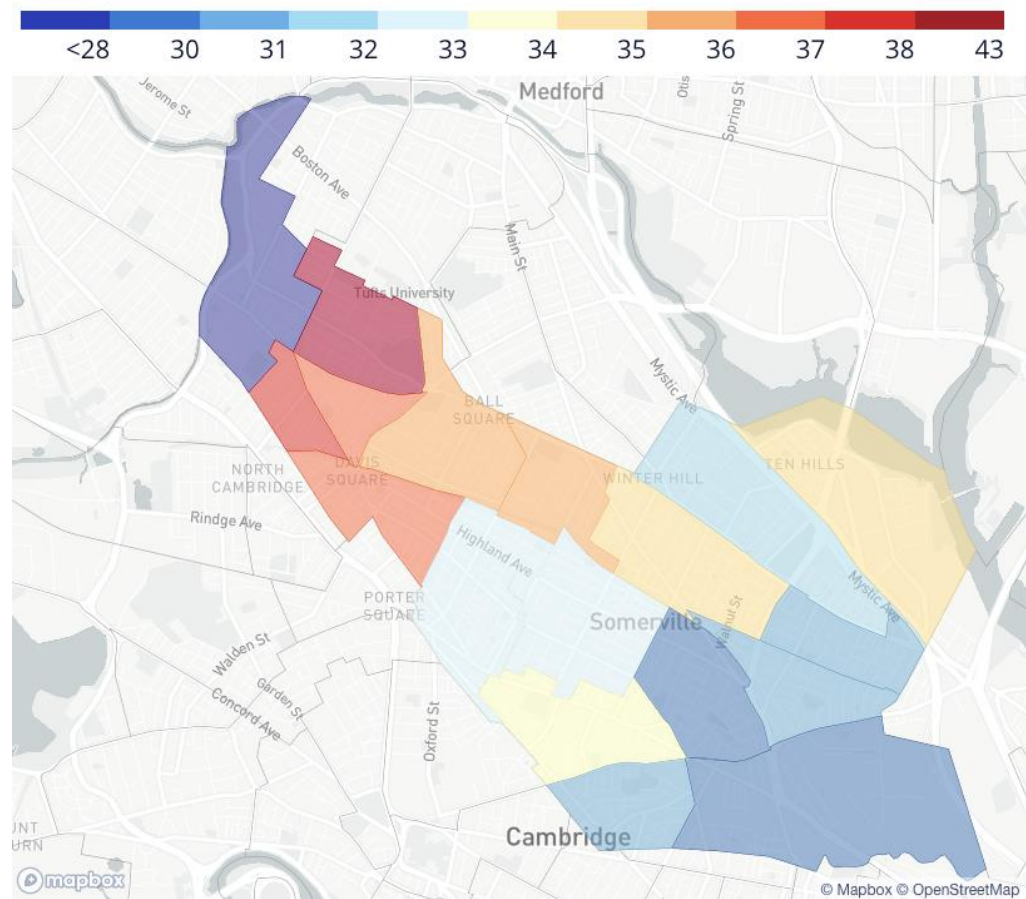 <28 30 31 32 33 34 35 36 37 38 43
Jerome St
Medford
Otis
Spring St
Boston Ave
Main St
Tufts University
Mystic Ave
BALL
SQUARE
NORTH
CAMBRIDGE
DAVIS
SQUARE
WINTER HILL
TEN HILLS
Rindge Ave
Highland Ave
PORTER
SQUARE
Mystic Ave
Walnut St
Somerville
Walden St
Garden St
Concord Ave
Oxford St
Cambridge
UNT
URN
mapbox
© Mapbox © OpenStreetMap